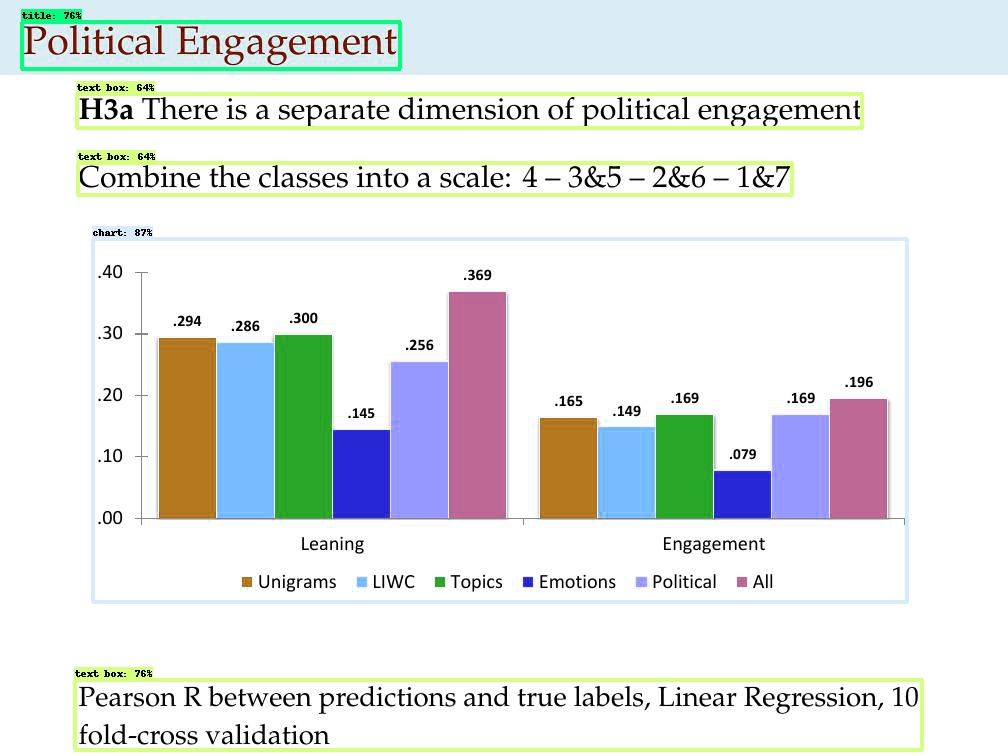 title: 76%
Political Engagement
text box: 64%
H3a There is a separate dimension of political engagement
text box: 64%
Combine the classes into a scale: 4 – 3&5 – 2&6 – 1&7
chart: 87%
.40
.30
.20
.10
.00
.294
.286
.300
.145
.256
.369
.165
.149
.169
.079
.169
.196
Leaning
Engagement
Unigrams LIWC Topics Emotions Political All
text box: 76%
Pearson R between predictions and true labels, Linear Regression, 10
fold-cross validation